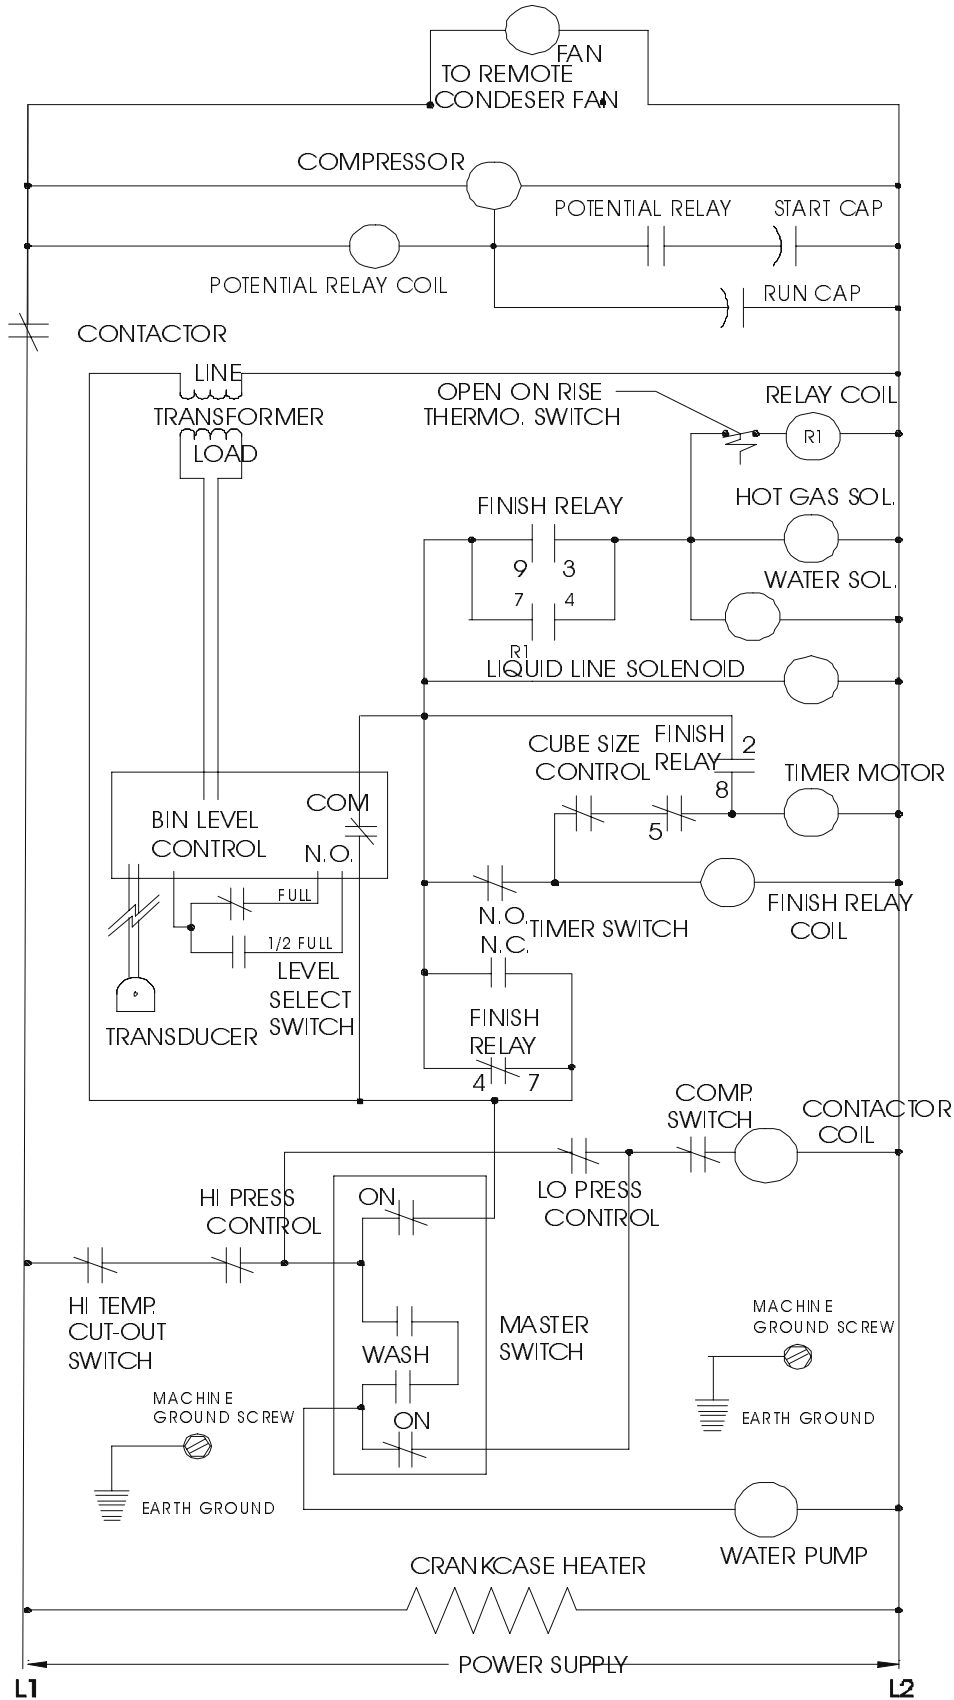 FAN
TO REMOTE
CONDESER FAN
COMPRESSOR
POTENTIAL RELAY
START CAP
POTENTIAL RELAY COIL
RUN CAP
CONTACTOR
LINE
TRANSFORMER
LOAD
OPEN ON RISE
THERMO. SWITCH
RELAY COIL
R1
HOT GAS SOL.
FINISH RELAY
9 3
WATER SOL.
7 4
R1
LIQUID LINE SOLENOID
CUBE SIZE
CONTROL
FINISH
RELAY
2
8
5
TIMER MOTOR
COM
BIN LEVEL
CONTROL
N.O.
FULL
1/2 FULL
LEVEL
SELECT
SWITCH
TRANSDUCER
N.O.
N.C.
TIMER SWITCH
FINISH RELAY
COIL
FINISH
RELAY
4 7
COMP.
SWITCH
CONTACTOR
COIL
HI PRESS
CONTROL
ON
LO PRESS
CONTROL
HI TEMP.
CUT-OUT
SWITCH
WASH
MASTER
SWITCH
ON
MACHINE
GROUND SCREW
EARTH GROUND
MACHINE
GROUND SCREW
EARTH GROUND
WATER PUMP
CRANKCASE HEATER
POWER SUPPLY
L1
L2